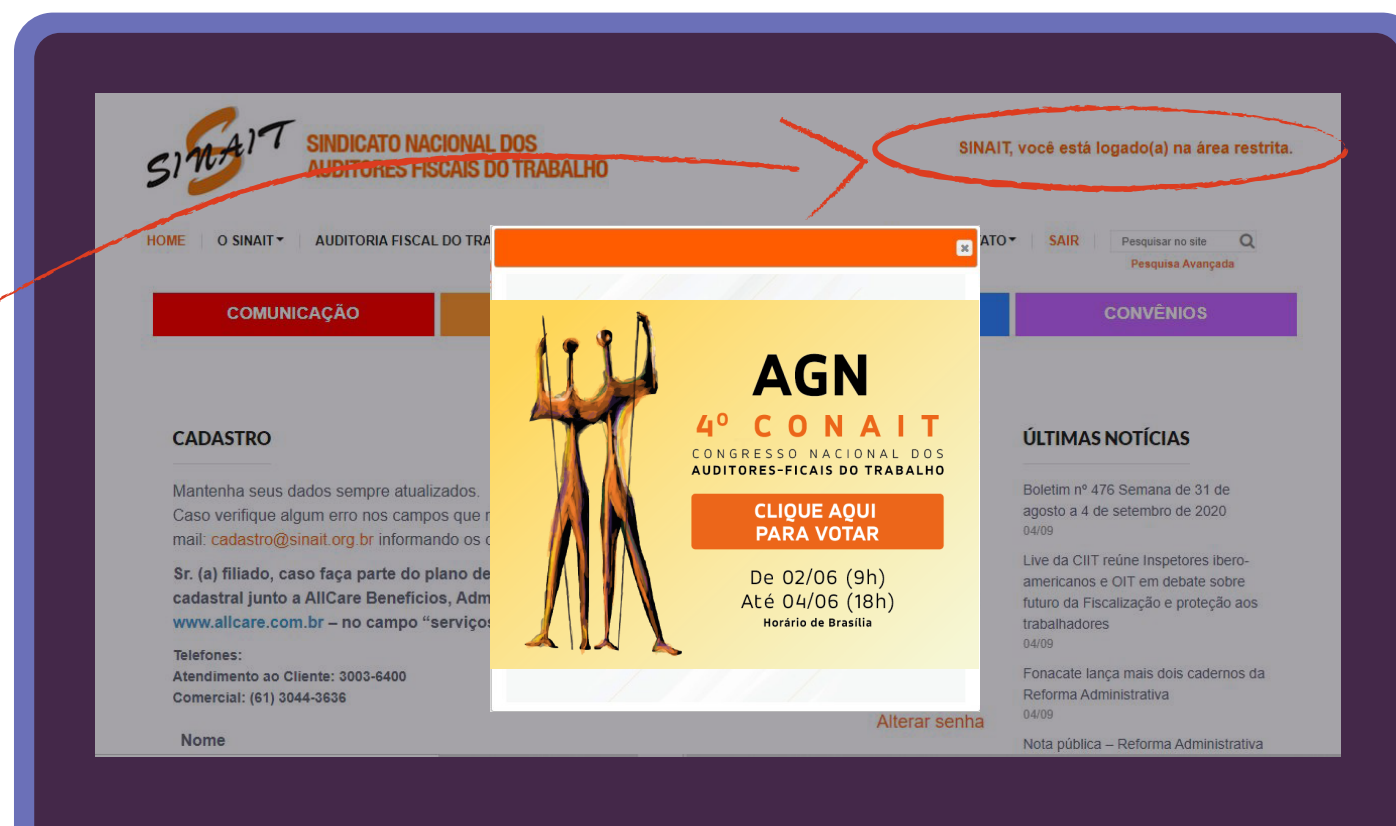 SINAIT
SINDICATO NACIONAL DOS
AUDITORES FISCAIS DO TRABALHO
SINAIT, você está logado(a) na área restrita.
HOME O SINAIT AUDITORIA FISCAL DO TRA ATO SAIR Pesquisar no site
Pesquisa Avançada
COMUNICAÇÃO CONVÊNIOS
AGN
4º CONAIT
CONGRESSO NACIONAL DOS
AUDITORES-FICAIS DO TRABALHO
CLIQUE AQUI
PARA VOTAR
De 02/06 (9h)
Até 04/06 (18h)
Horário de Brasília
CADASTRO
Mantenha seus dados sempre atualizados.
Caso verifique algum erro nos campos que
mail: cadastro@sinait.org.br informando os
Sr. (a) filiado, caso faça parte do plano de
cadastral junto a AllCare Benefícios, Adm
www.allcare.com.br – no campo “serviços
Telefones:
Atendimento ao Cliente: 3003-6400
Comercial: (61) 3044-3636
Alterar senha
Nome
ÚLTIMAS NOTÍCIAS
Boletim nº 476 Semana de 31 de
agosto a 4 de setembro de 2020
04/09
Live da CIIT reúne Inspetores ibero-
americanos e OIT em debate sobre
futuro da Fiscalização e proteção aos
trabalhadores
04/09
Fonacate lança mais dois cadernos da
Reforma Administrativa
04/09
Nota pública – Reforma Administrativa